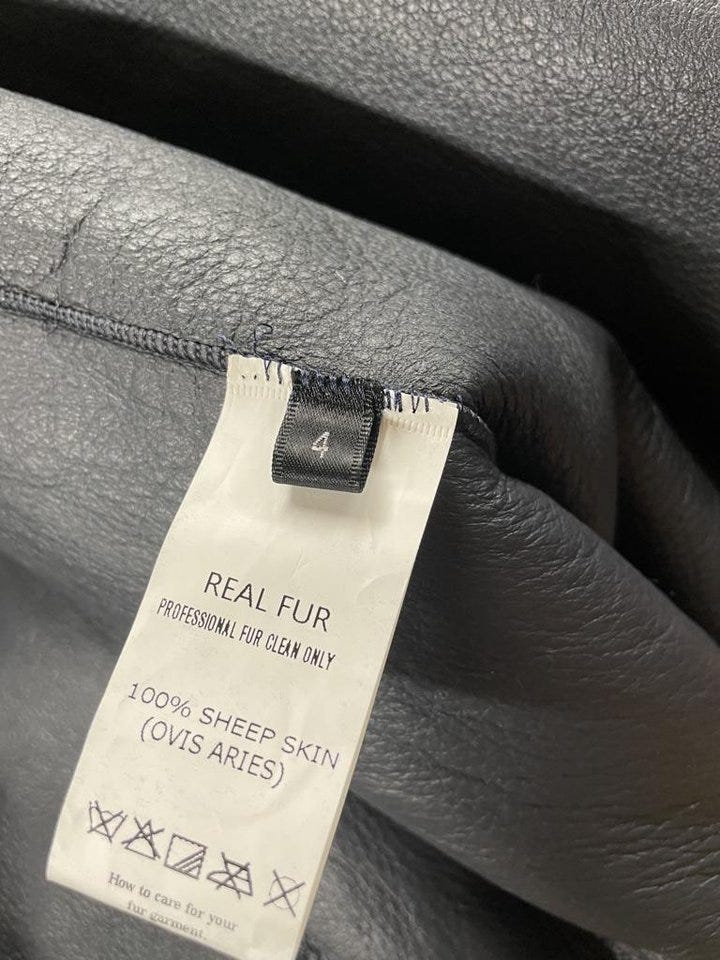 4
REAL FUR
PROFESSIONAL FUR CLEAN ONLY
100% SHEEP SKIN
(OVIS ARIES)
How to care for your
fur garment.